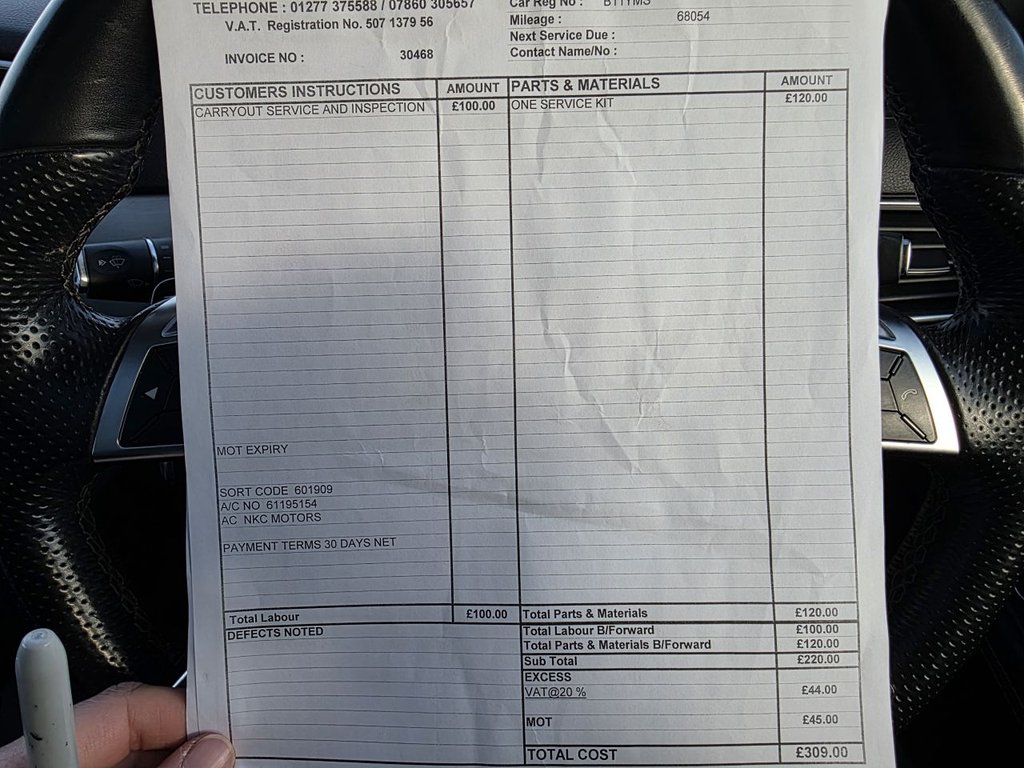 TELEPHONE : 01277 375588 / 07860 305657
V.A.T. Registration No. 507 1379 56
INVOICE NO : 30468
Car Reg No :
Mileage : 68054
Next Service Due :
Contact Name/No :
CUSTOMERS INSTRUCTIONS AMOUNT PARTS & MATERIALS AMOUNT
CARRYOUT SERVICE AND INSPECTION £100.00 ONE SERVICE KIT £120.00
MOT EXPIRY
SORT CODE 601909
A/C NO 61195154
AC NKC MOTORS
PAYMENT TERMS 30 DAYS NET
Total Labour £100.00 Total Parts & Materials £120.00
DEFECTS NOTED Total Labour B/Forward £100.00
Total Parts & Materials B/Forward £120.00
Sub Total £220.00
EXCESS
VAT@20 % £44.00
MOT £45.00
TOTAL COST £309.00